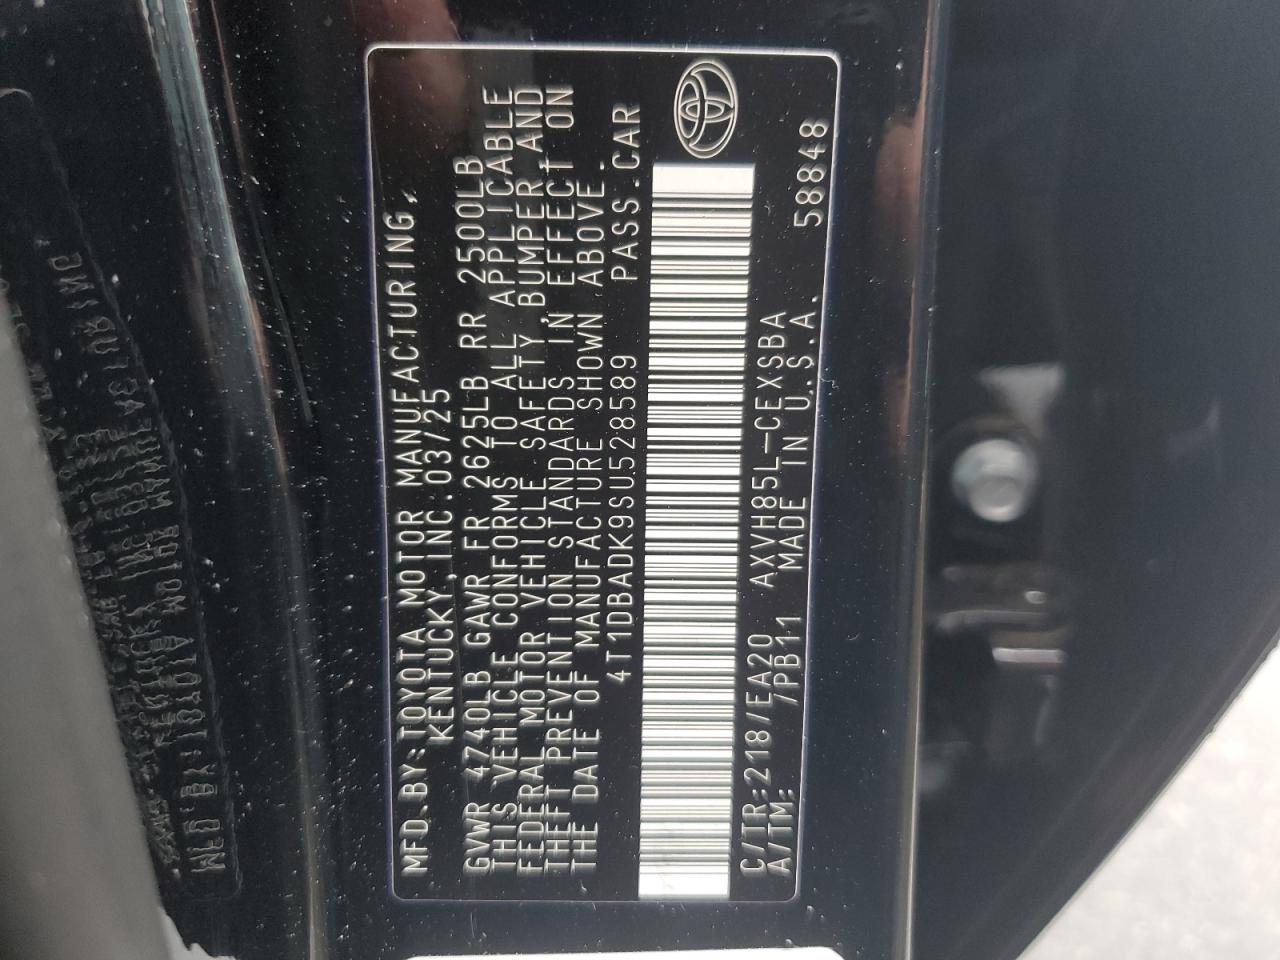 MFD.BY:TOYOTA MOTOR MANUFACTURING,
KENTUCKY,INC.03/25
GVWR 4740LB GAWR FR 2625LB RR 2500LB
THIS VEHICLE CONFORMS TO ALL APPLICABLE
FEDERAL MOTOR VEHICLE SAFETY,BUMPER,AND
THEFT PREVENTION STANDARDS IN EFFECT ON
THE DATE OF MANUFACTURE SHOWN ABOVE.
4T1DBADK9SU528589 PASS.CAR
C/TR:218/EA20 AXVH85L-CEXSBA
A/TM: /PB11 MADE IN U.S.A. 58848